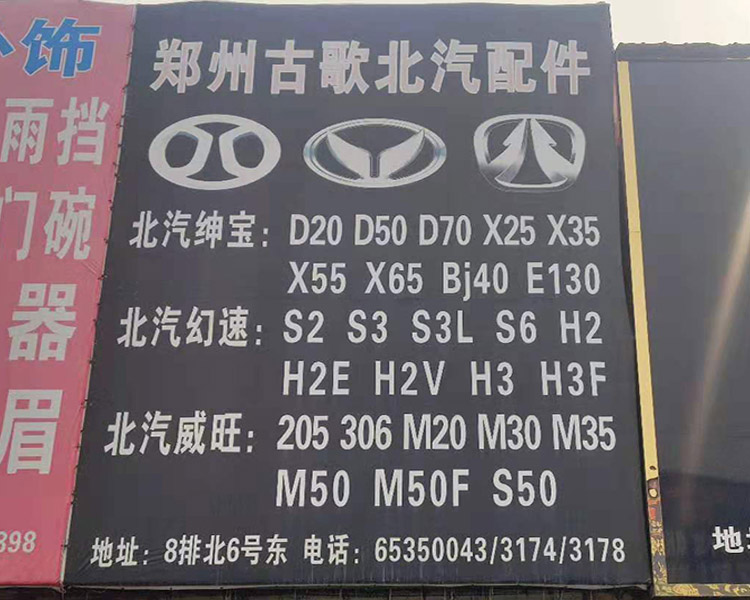 郑州古歌北汽配件
北汽绅宝：D20 D50 D70 X25 X35
X55 X65 Bj40 E130
北汽幻速：S2 S3 S3L S6 H2
H2E H2V H3 H3F
北汽威旺：205 306 M20 M30 M35
M50 M50F S50
地址：8排北6号东 电话：65350043/3174/3178
饰
雨挡
门碗
器
眉
898
地